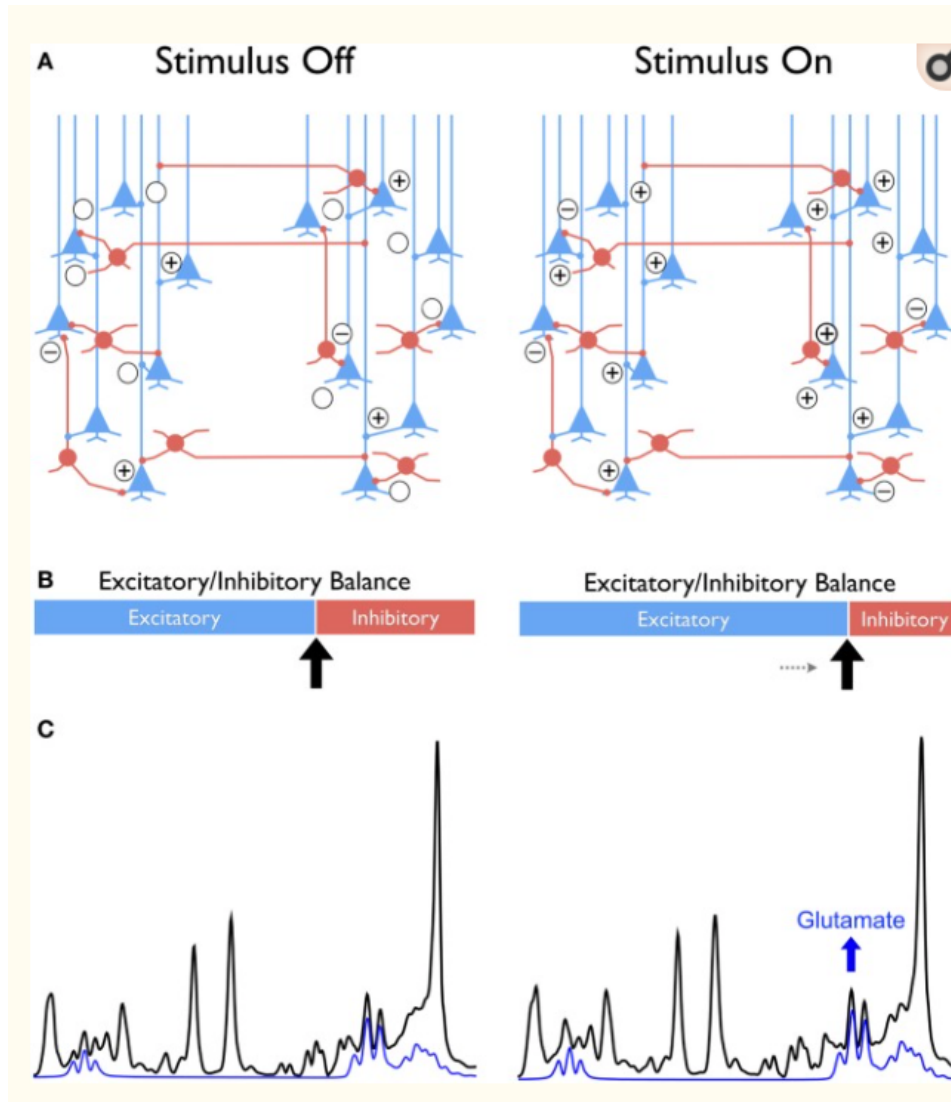 A
Stimulus Off
Stimulus On
+
+
−
−
+
+
−
+
+
+
+
+
+
+
−
−
+
+
+
+
+
−
B
Excitatory/Inhibitory Balance
Excitatory/Inhibitory Balance
Excitatory
Inhibitory
Excitatory
Inhibitory
C
Glutamate